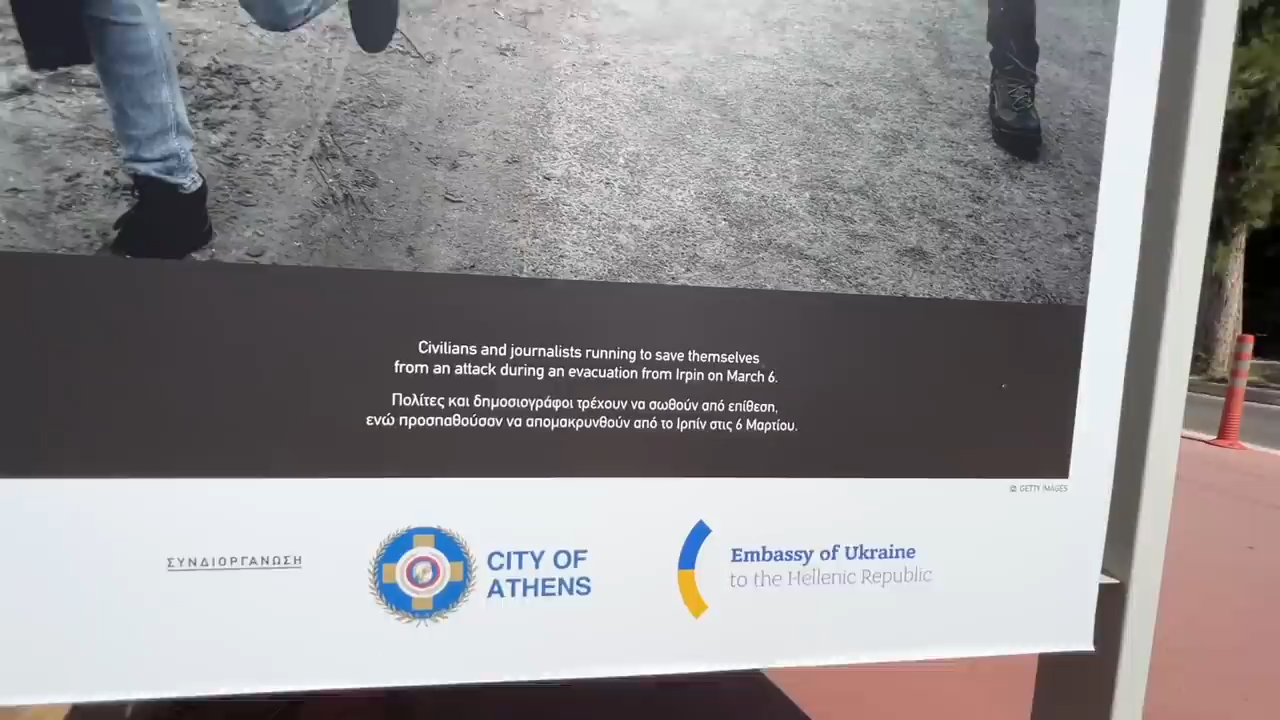 Civilians and journalists running to save themselves
from an attack during an evacuation from Irpin on March 6.
Πολίτες και δημοσιογράφοι τρέχουν να σωθούν από επίθεση,
ενώ προσπαθούσαν να απομακρυνθούν από το Ιρπίν στις 6 Μαρτίου.
© GETTY IMAGES
ΣΥΝΔΙΟΡΓΑΝΩΣΗ
CITY OF
ATHENS
Embassy of Ukraine
to the Hellenic Republic